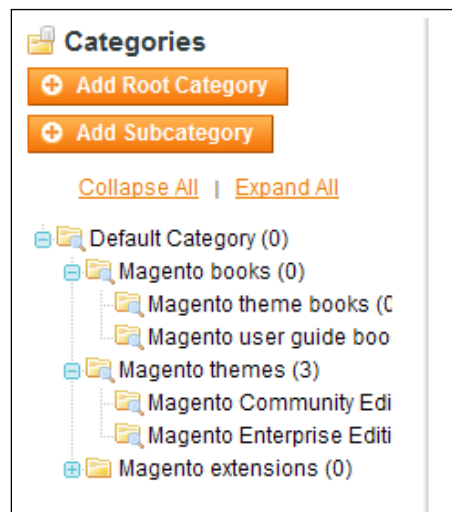 Categories
Add Root Category
Add Subcategory
Collapse All | Expand All
Default Category (0)
Magento books (0)
Magento theme books (0
Magento user guide boo
Magento themes (3)
Magento Community Edi
Magento Enterprise Editi
Magento extensions (0)